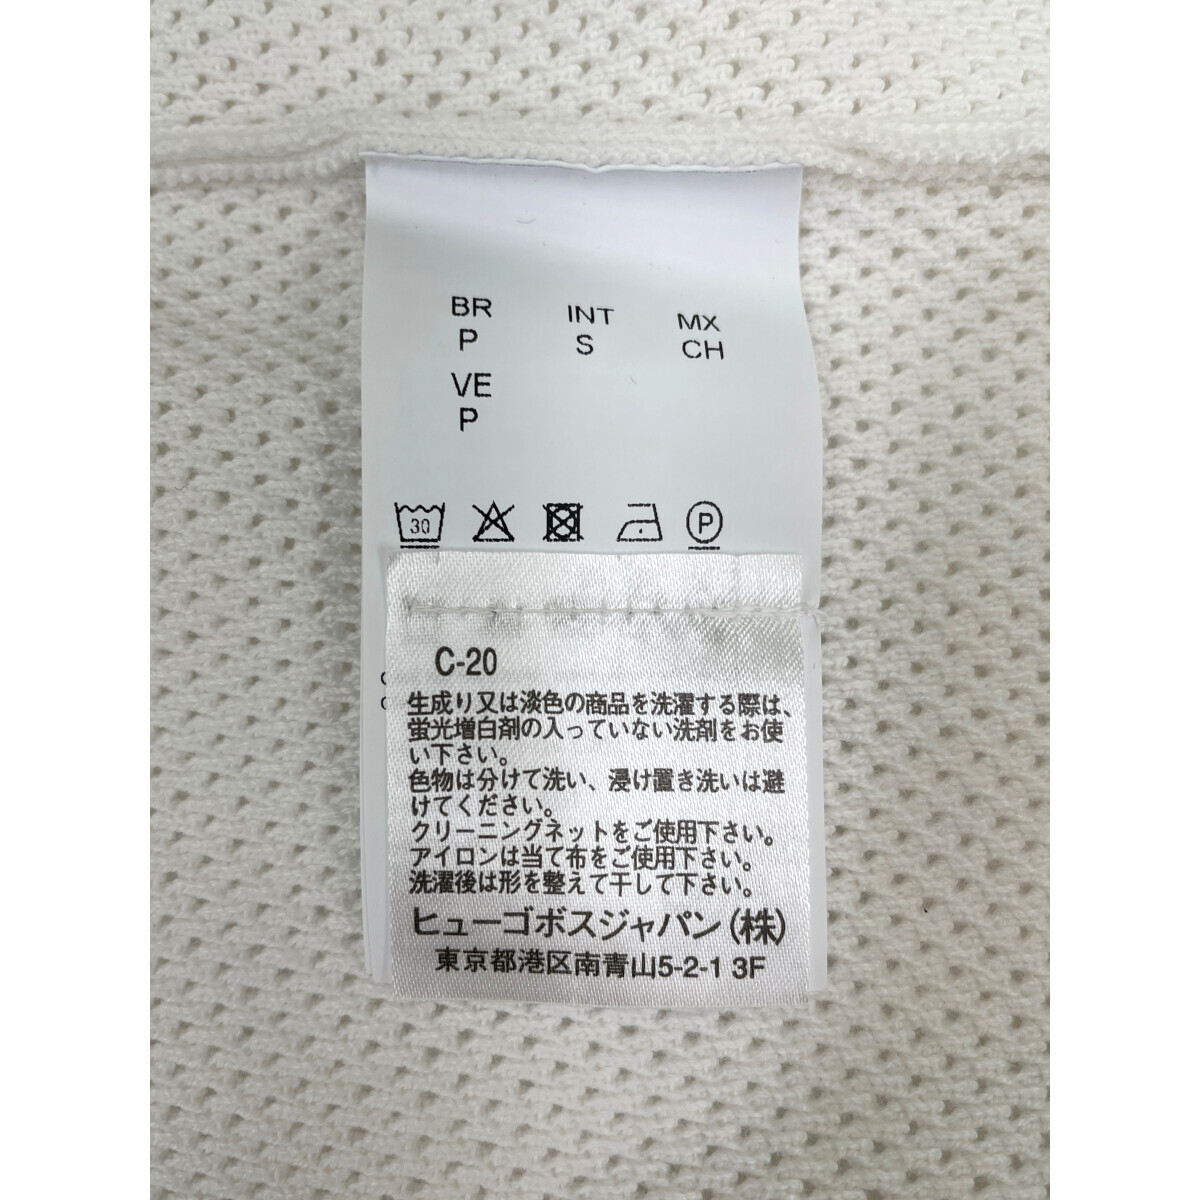 BR INT MX
P S CH
VE
P
30 P
C-20
生成り又は淡色の商品を洗濯する際は、
蛍光増白剤の入っていない洗剤をお使
い下さい。
色物は分けて洗い、浸け置き洗いは避
けてください。
クリーニングネットをご使用下さい。
アイロンは当て布をご使用下さい。
洗濯後は形を整えて干して下さい。
ヒューゴボスジャパン(株)
東京都港区南青山5-2-1 3F